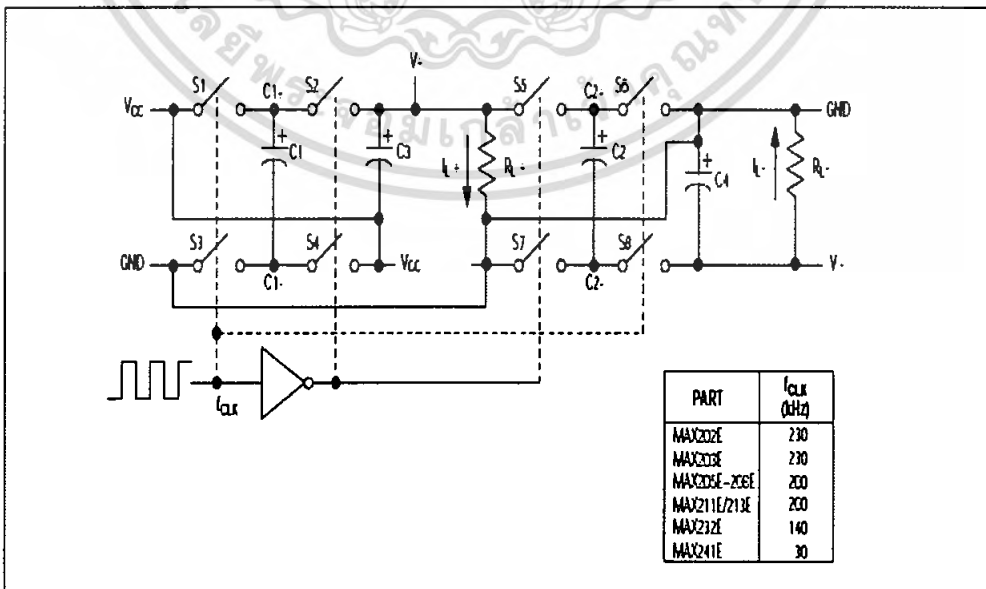 V+
S1 C1+ S2 S5 C2+ S6
VCC GND
+ C1 + C3 IL+ RL+ + C2 + C4 IL- RL-
S3 S4 S7 S8
GND C1- VCC C2- V-
fCLK
PART fCLK (kHz)
MAX202E 230
MAX203E 230
MAX205E-208E 200
MAX211E/213E 200
MAX232E 140
MAX241E 30